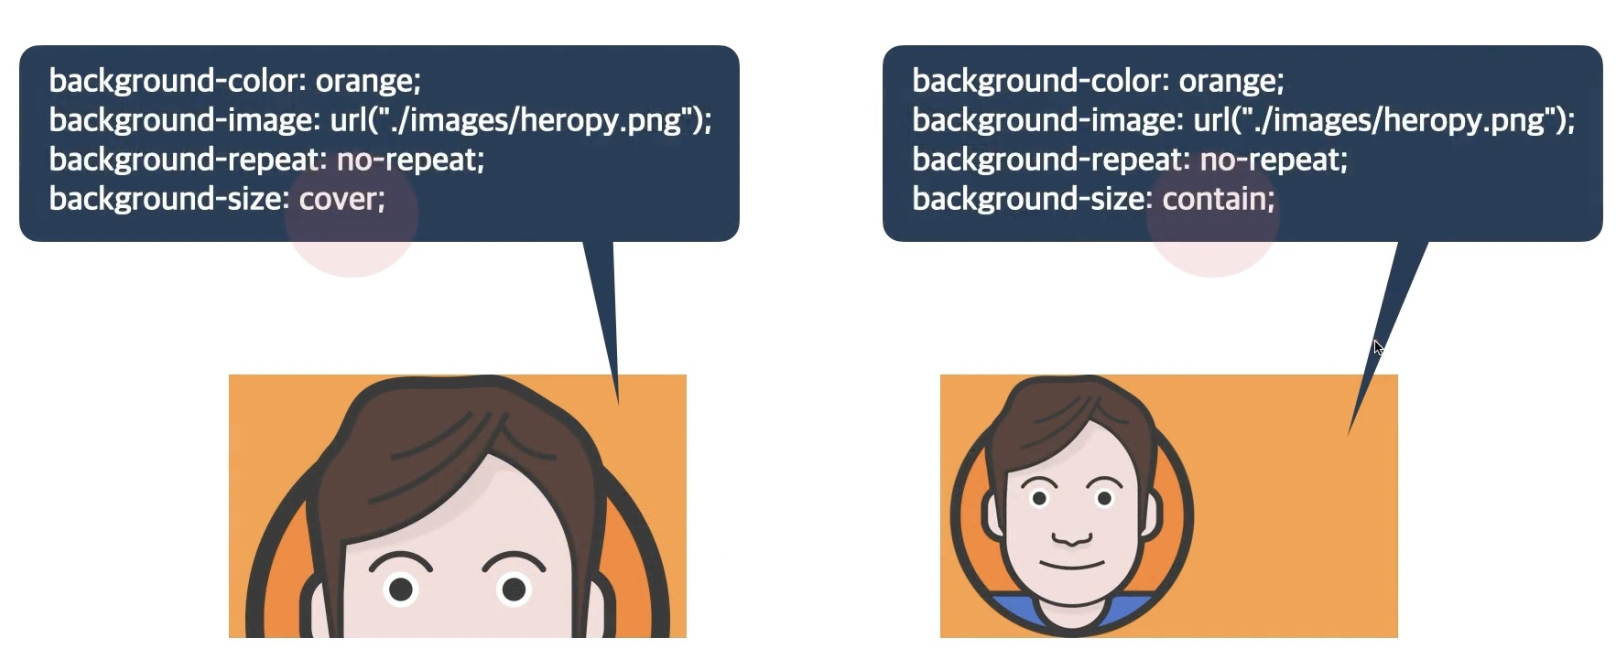 background-color: orange;
background-image: url("./images/heropy.png");
background-repeat: no-repeat;
background-size: cover;
background-color: orange;
background-image: url("./images/heropy.png");
background-repeat: no-repeat;
background-size: contain;